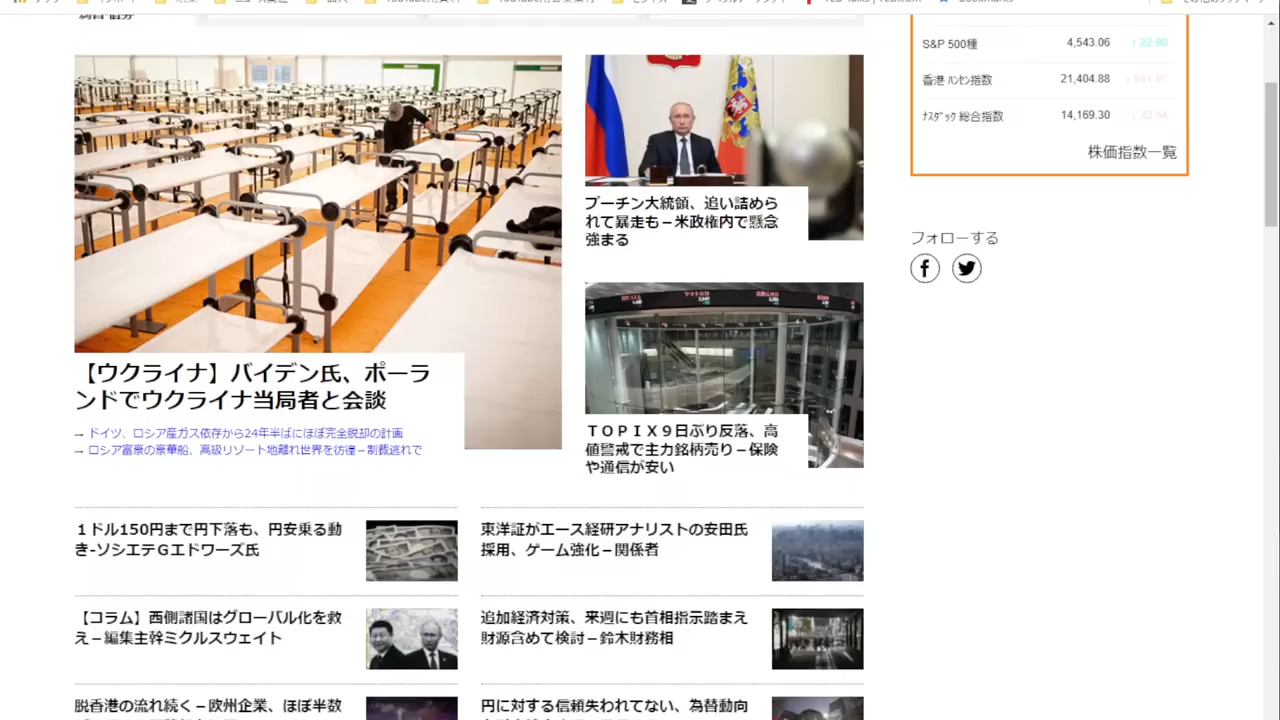 S&P 500種 4,543.06 ↑ 22.90
香港 ﾊﾝｾﾝ指数 21,404.88
ﾅｽﾀﾞｯｸ 総合指数 14,169.30 ↓ 22.54
株価指数一覧
フォローする
プーチン大統領、追い詰めら
れて暴走も－米政権内で懸念
強まる
【ウクライナ】バイデン氏、ポーラ
ンドでウクライナ当局者と会談
→ ドイツ、ロシア産ガス依存から24年半ばにほぼ完全脱却の計画
→ ロシア富豪の豪華船、高級リゾート地離れ世界を彷徨－制裁逃れで
ＴＯＰＩＸ９日ぶり反落、高
値警戒で主力銘柄売り－保険
や通信が安い
１ドル150円まで円下落も、円安乗る動
き-ソシエテＧエドワーズ氏
東洋証がエース経研アナリストの安田氏
採用、ゲーム強化－関係者
【コラム】西側諸国はグローバル化を救
え－編集主幹ミクルスウェイト
追加経済対策、来週にも首相指示踏まえ
財源含めて検討－鈴木財務相
脱香港の流れ続く－欧州企業、ほぼ半数
円に対する信頼失われてない、為替動向